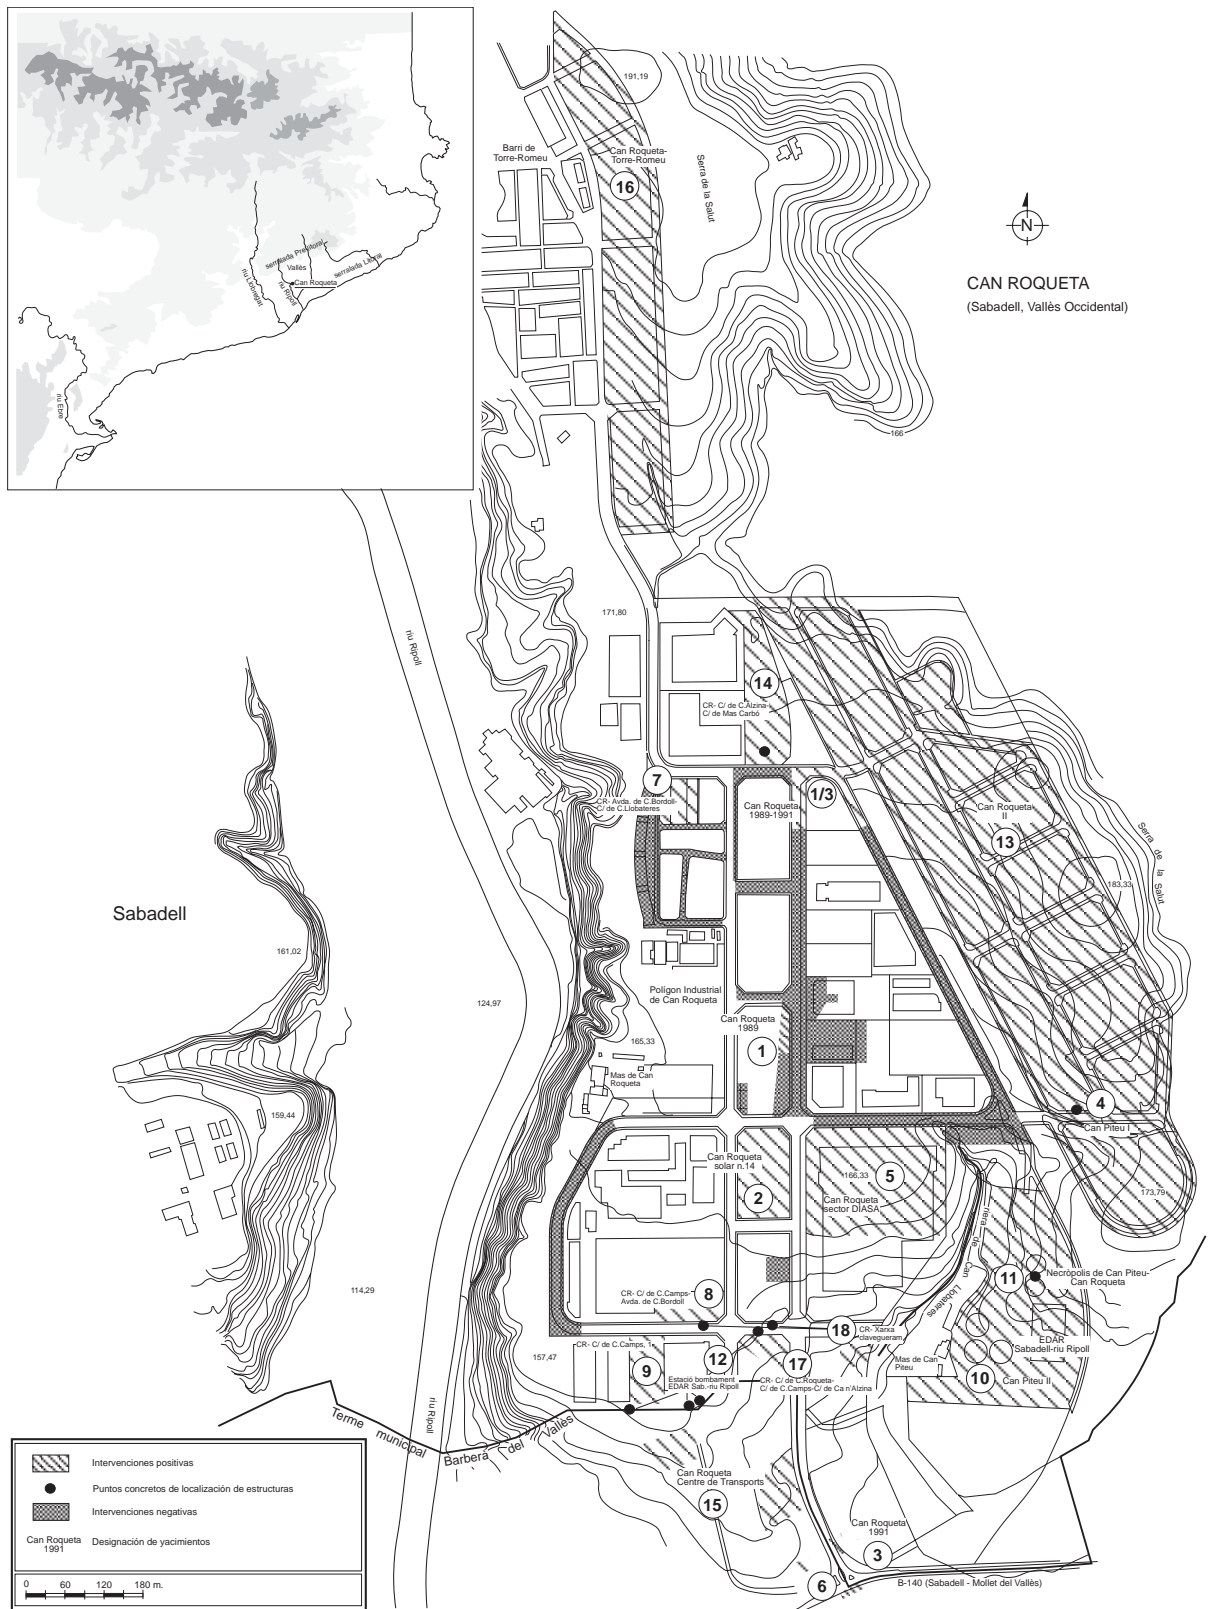 serralada Prelitoral
Vallès
serralada Litoral
Can Roqueta
riu Llobregat
riu Ripoll
riu Ebre
191,19
Barri de
Torre-Romeu
Can Roqueta-
Torre-Romeu
16
Serra de la Salut
N
CAN ROQUETA
(Sabadell, Vallès Occidental)
166
171,80
riu Ripoll
14
CR- C/ de C.Alzina-
C/ de Mas Carbó
7
CR- Avda. de C.Bordoll-
C/ de C.Llobateres
Can Roqueta
1989-1991
1/3
Can Roqueta
II
13
Serra de la Salut
183,33
Sabadell
161,02
124,97
Polígon Industrial
de Can Roqueta
Can Roqueta
1989
1
165,33
Mas de Can
Roqueta
159,44
4
Can Piteu I
Can Roqueta
solar n.14
2
166,33
5
Can Roqueta
sector DIASA
173,79
riera de Can Llobateres
11
Necròpolis de Can Piteu-
Can Roqueta
114,29
CR- C/ de C.Camps-
Avda. de C.Bordoll
8
18
CR- Xarxa
clavegueram
EDAR
Sabadell-riu Ripoll
157,47
CR- C/ de C.Camps, 1
9
12
17
Mas de Can
Piteu
10
Can Piteu II
Estació bombament
EDAR Sab.-riu Ripoll
CR- C/ de C.Roqueta-
C/ de C.Camps-C/ de Ca n'Alzina
riu Ripoll
Terme municipal Barberà del Vallès
Can Roqueta
Centre de Transports
15
Can Roqueta
1991
3
6
B-140 (Sabadell - Mollet del Vallès)
Intervenciones positivas
Puntos concretos de localización de estructuras
Intervenciones negativas
Can Roqueta
1991
Designación de yacimientos
0 60 120 180 m.